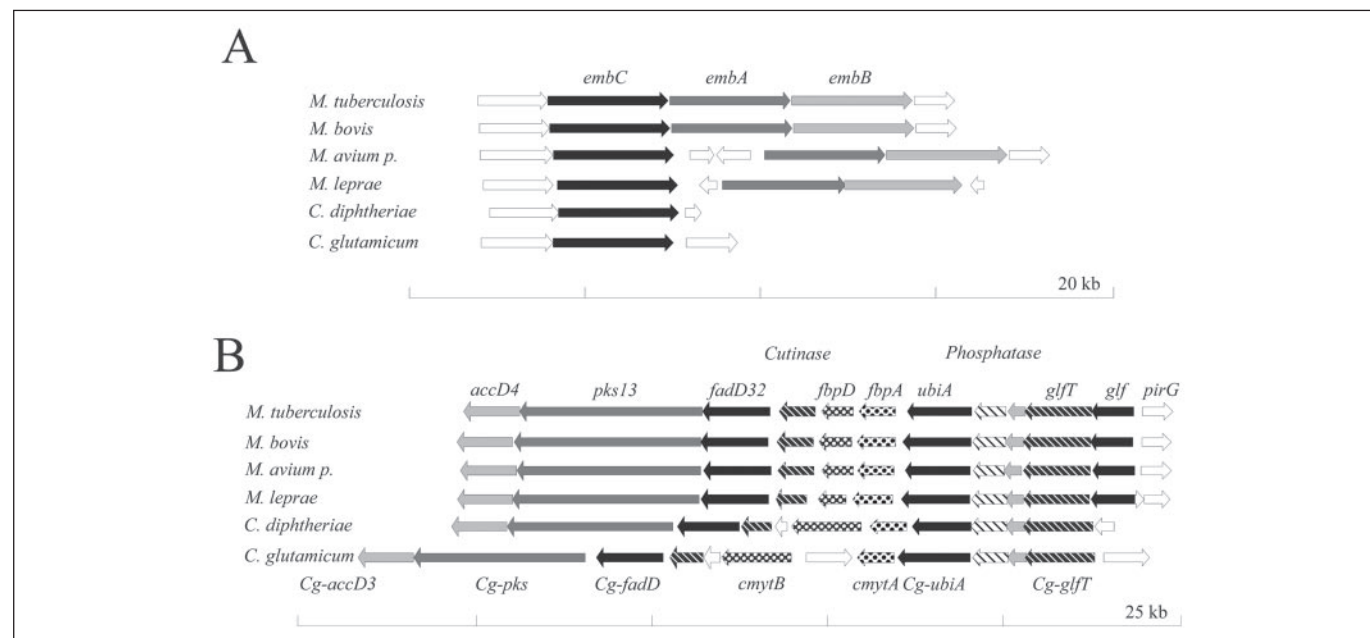 A
embC embA embB
M. tuberculosis
M. bovis
M. avium p.
M. leprae
C. diphtheriae
C. glutamicum
20 kb
B
Cutinase Phosphatase
accD4 pks13 fadD32 fbpD fbpA ubiA glfT glf pirG
M. tuberculosis
M. bovis
M. avium p.
M. leprae
C. diphtheriae
C. glutamicum
Cg-accD3 Cg-pks Cg-fadD cmytB cmytA Cg-ubiA Cg-glfT
25 kb